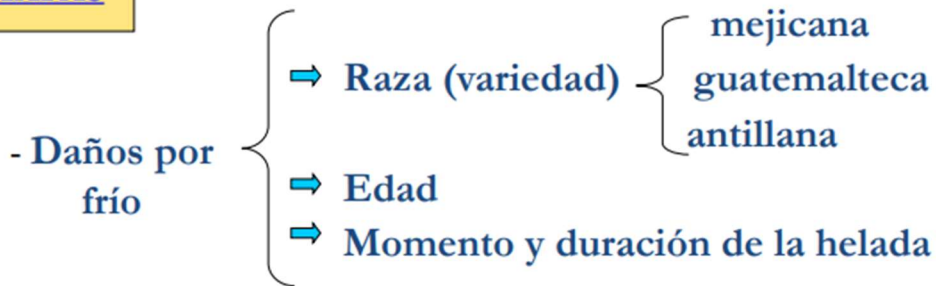 mejicana
Raza (variedad)
guatemalteca
antillana
- Daños por
frío
Edad
Momento y duración de la helada